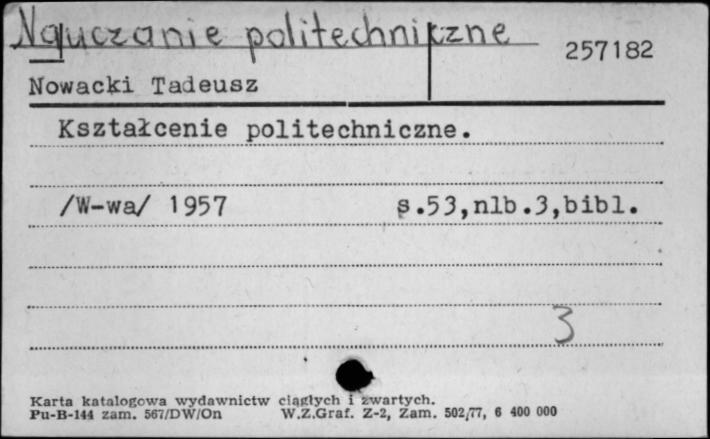 Nauczanie politechniczne
257182
Nowacki Tadeusz
Kształcenie politechniczne.
/W-wa/ 1957 s.53,nlb.3,bibl.
3
Karta katalogowa wydawnictw ciągłych i zwartych.
Pu-B-144 zam. 567/DW/On W.Z.Graf. Z-2, Zam. 502/77, 6 400 000